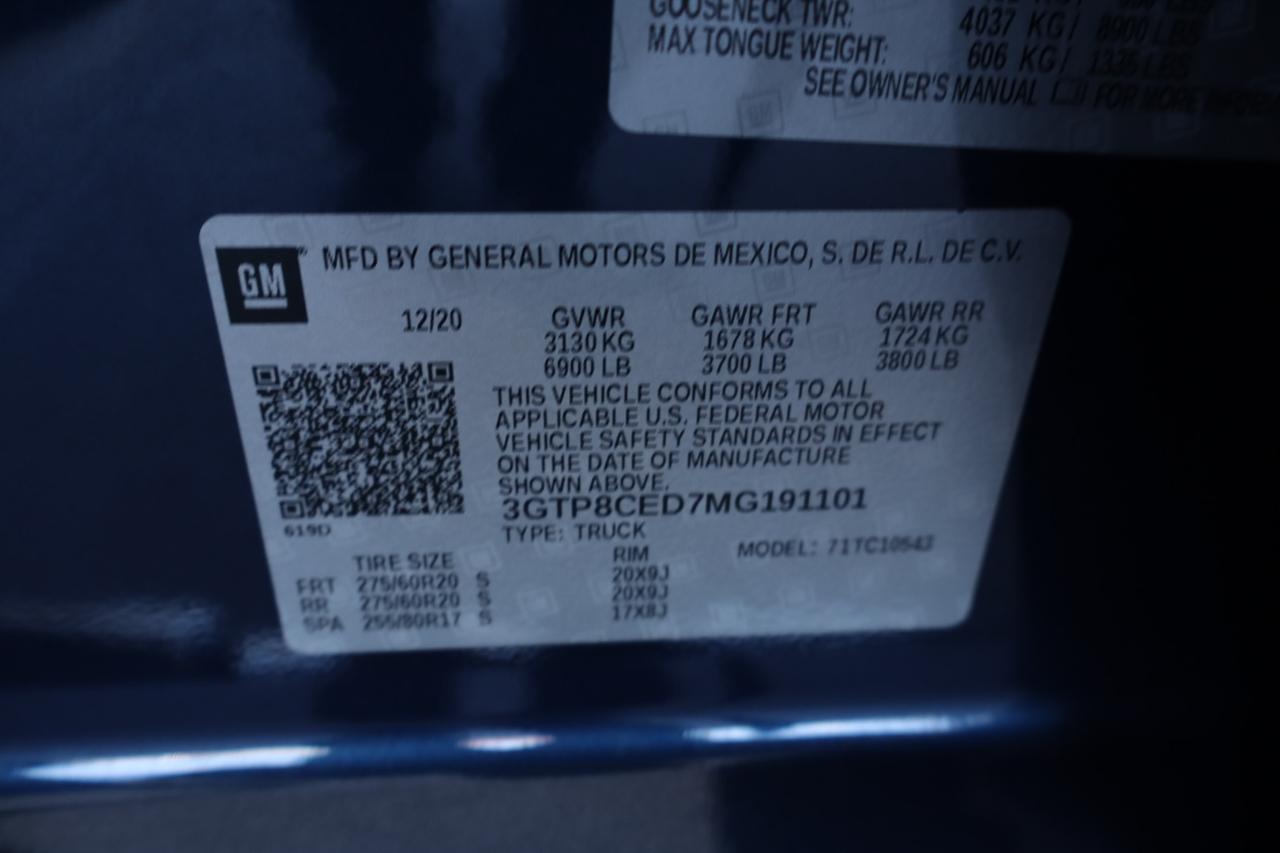 GOOSENECK TWR: 4037 KG/ 8900 LBS
MAX TONGUE WEIGHT: 606 KG/ 1335 LBS
SEE OWNER'S MANUAL FOR MORE
GM MFD BY GENERAL MOTORS DE MEXICO, S. DE R.L. DE C.V.
12/20 GVWR GAWR FRT GAWR RR
3130 KG 1678 KG 1724 KG
6900 LB 3700 LB 3800 LB
THIS VEHICLE CONFORMS TO ALL
APPLICABLE U.S. FEDERAL MOTOR
VEHICLE SAFETY STANDARDS IN EFFECT
ON THE DATE OF MANUFACTURE
SHOWN ABOVE.
3GTP8CED7MG191101
619D
TYPE: TRUCK
MODEL: 71TC10543
TIRE SIZE RIM
FRT 275/60R20 S 20X9J
RR 275/60R20 S 20X9J
SPA 255/80R17 S 17X8J